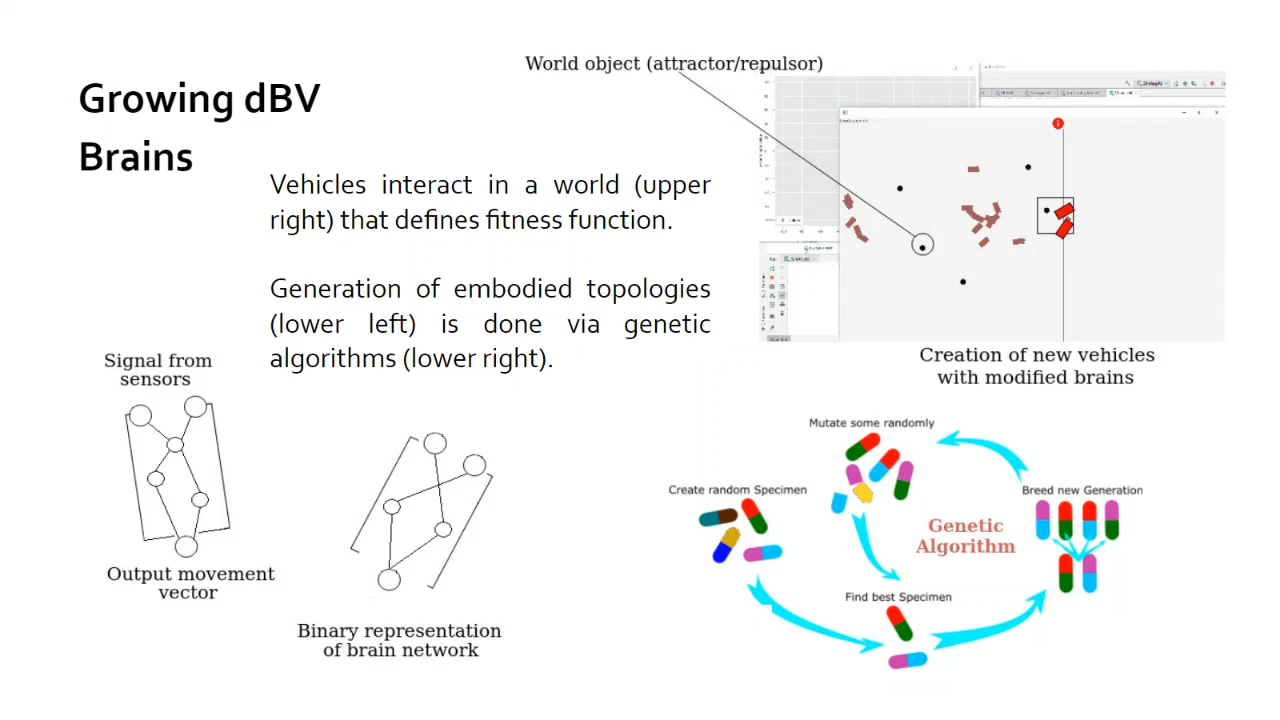 World object (attractor/repulsor)
Growing dBV
Brains
Vehicles interact in a world (upper
right) that defines fitness function.
Generation of embodied topologies
(lower left) is done via genetic
algorithms (lower right).
Creation of new vehicles
with modified brains
Signal from
sensors
Output movement
vector
Binary representation
of brain network
Mutate some randomly
Create random Specimen
Breed new Generation
Genetic
Algorithm
Find best Specimen